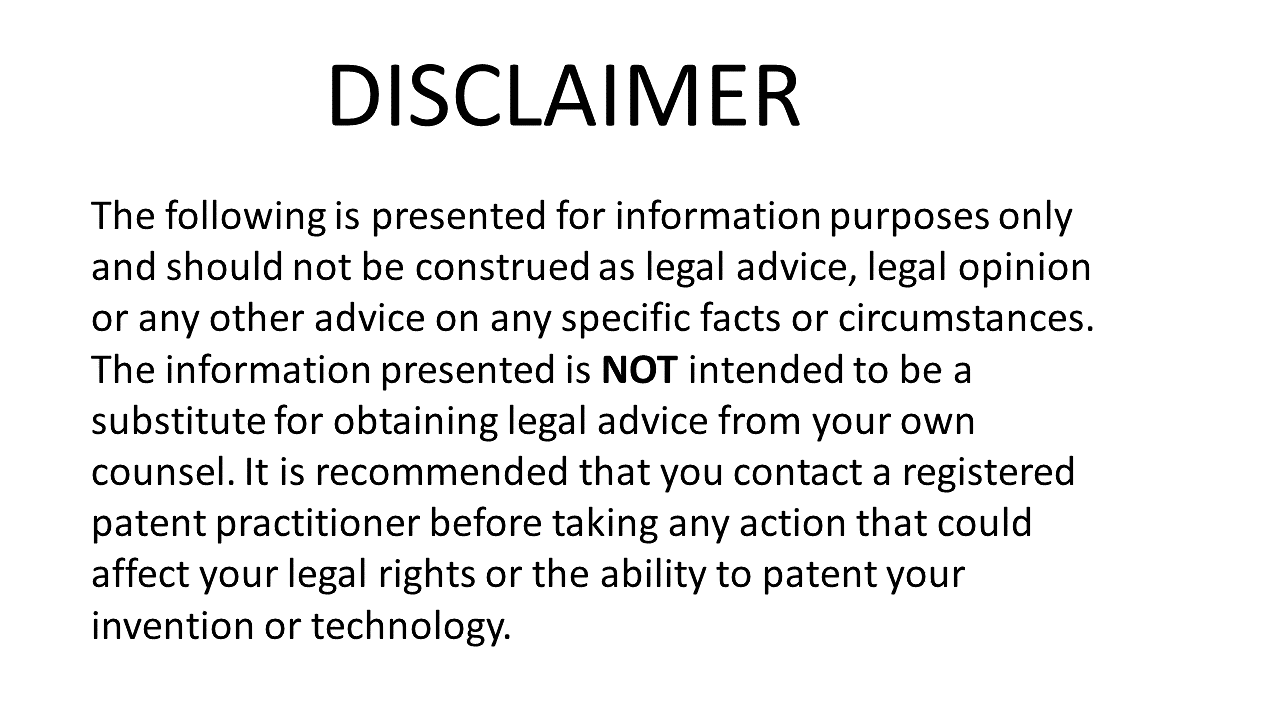 DISCLAIMER
The following is presented for information purposes only
and should not be construed as legal advice, legal opinion
or any other advice on any specific facts or circumstances.
The information presented is NOT intended to be a
substitute for obtaining legal advice from your own
counsel. It is recommended that you contact a registered
patent practitioner before taking any action that could
affect your legal rights or the ability to patent your
invention or technology.